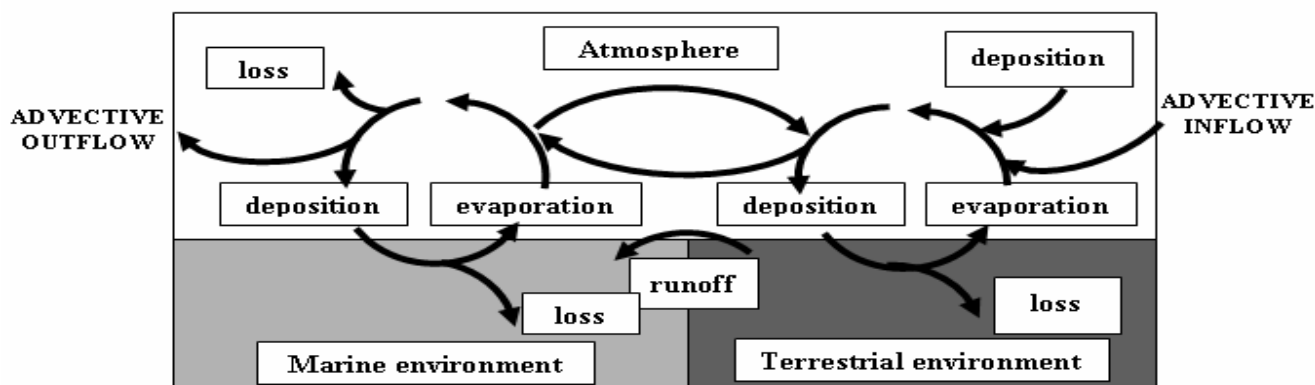 Atmosphere
deposition
loss
ADVECTIVE
OUTFLOW
ADVECTIVE
INFLOW
deposition
evaporation
deposition
evaporation
runoff
loss
loss
Marine environment
Terrestrial environment